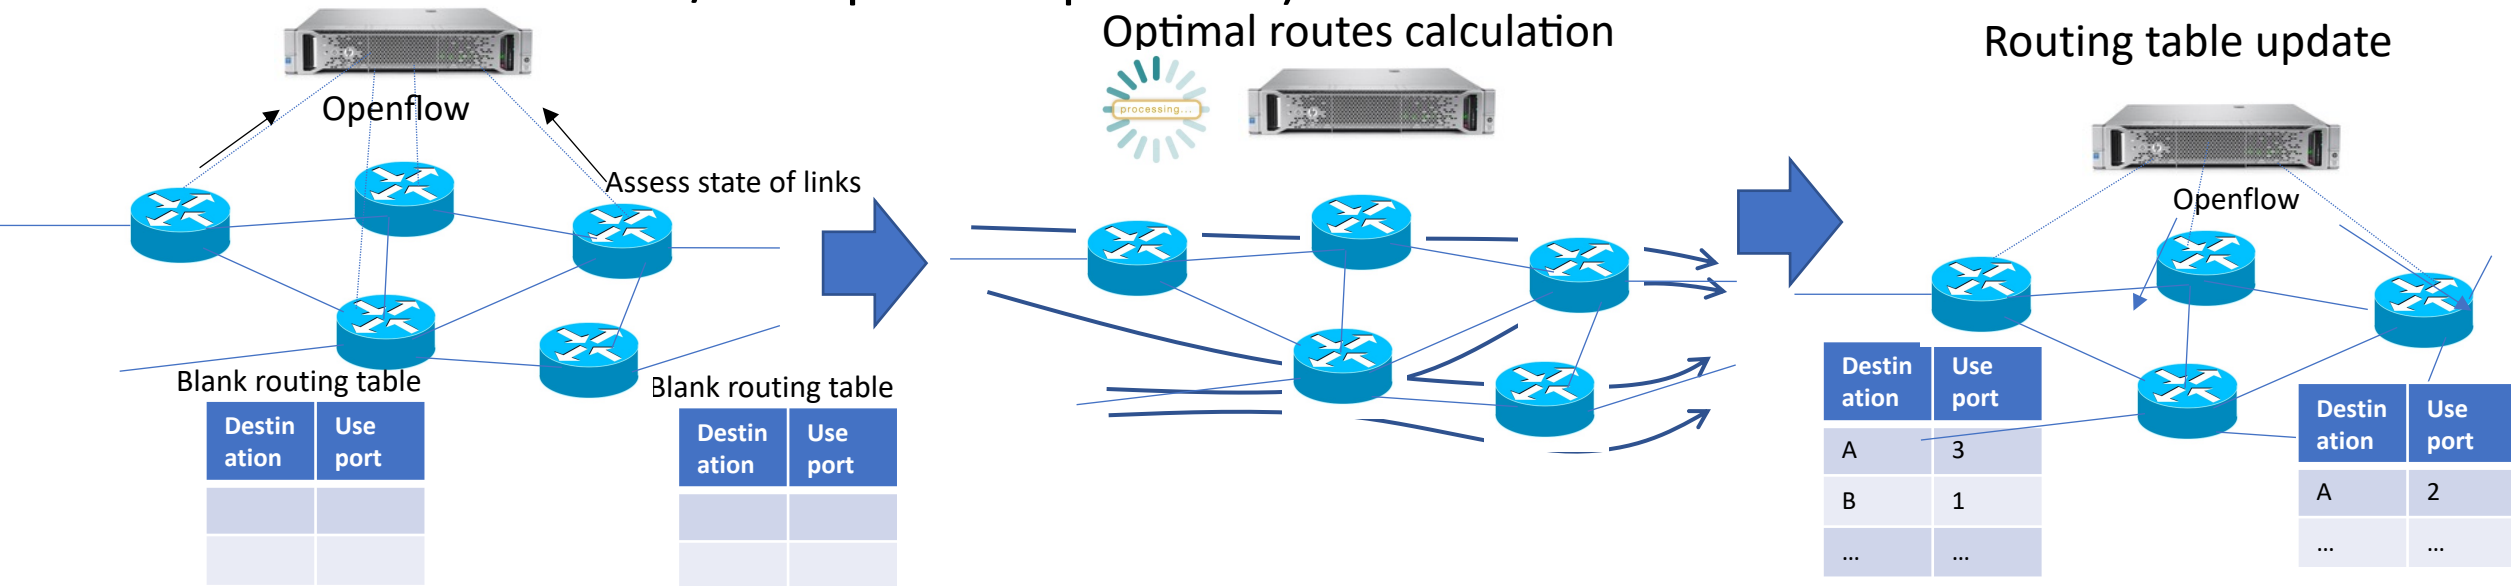 Optimal routes calculation
Routing table update
processing...
Openflow
Assess state of links
Openflow
Blank routing table
Blank routing table
Destin
ation
Use
port
Destin
ation
Use
port
Destin
ation
Use
port
A 3
B 1
... ...
Destin
ation
Use
port
A 2
... ...